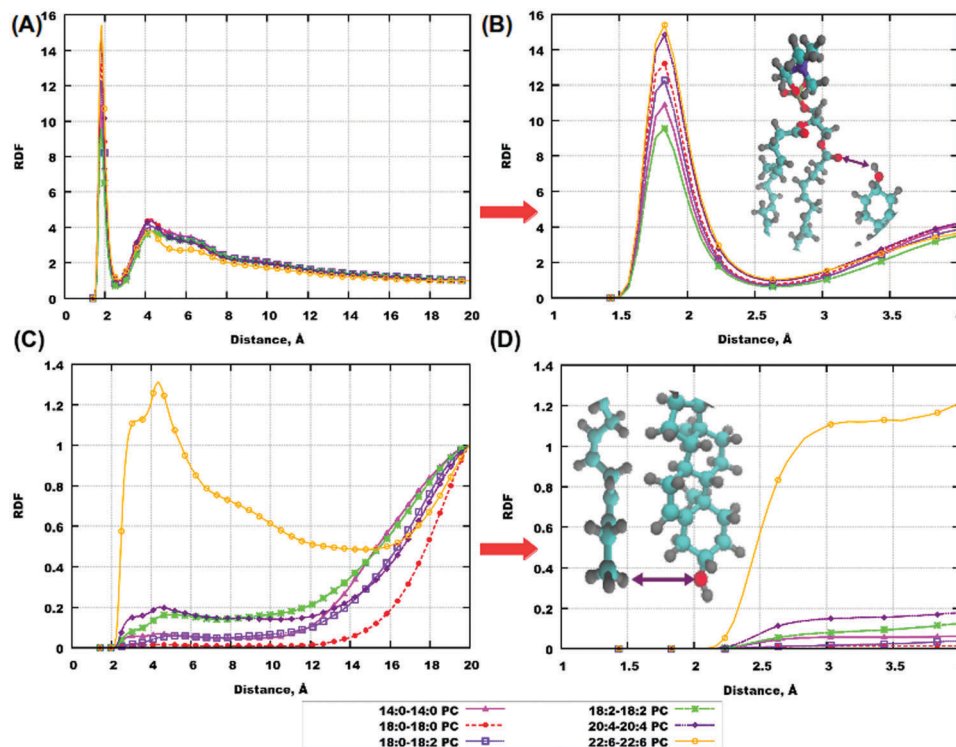 (A)
16
14
12
10
8
6
4
2
0
RDF
0 2 4 6 8 10 12 14 16 18 20
Distance, Å
(B)
16
14
12
10
8
6
4
2
0
RDF
1 1.5 2 2.5 3 3.5 4
Distance, Å
(C)
1.4
1.2
1
0.8
0.6
0.4
0.2
0
RDF
0 2 4 6 8 10 12 14 16 18 20
Distance, Å
(D)
1.4
1.2
1
0.8
0.6
0.4
0.2
0
RDF
1 1.5 2 2.5 3 3.5
Distance, Å
14:0-14:0 PC
18:0-18:0 PC
18:0-18:2 PC
18:2-18:2 PC
20:4-20:4 PC
22:6-22:6 PC